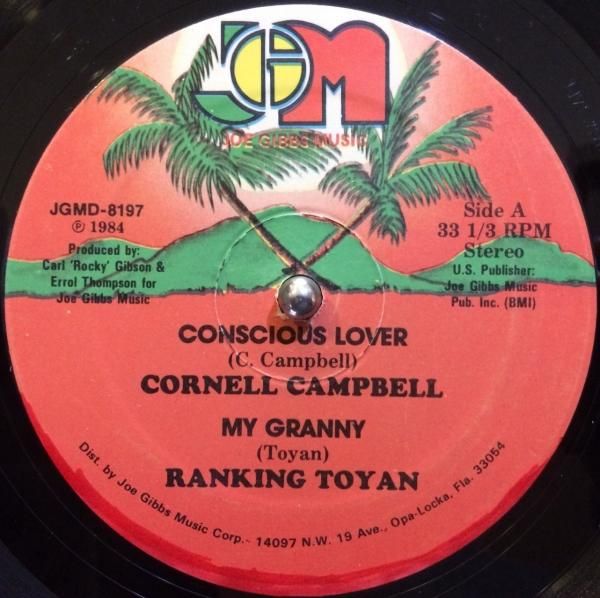 JGM
JOE GIBBS MUSIC
JGMD-8197
℗ 1984
Produced by:
Carl 'Rocky' Gibson &
Errol Thompson for
Joe Gibbs Music
Side A
33 1/3 RPM
Stereo
U.S. Publisher:
Joe Gibbs Music
Pub. Inc. (BMI)
CONSCIOUS LOVER
(C. Campbell)
CORNELL CAMPBELL
MY GRANNY
(Toyan)
RANKING TOYAN
Dist. by Joe Gibbs Music Corp.- 14097 N.W. 19 Ave., Opa-Locka, Fla. 33054